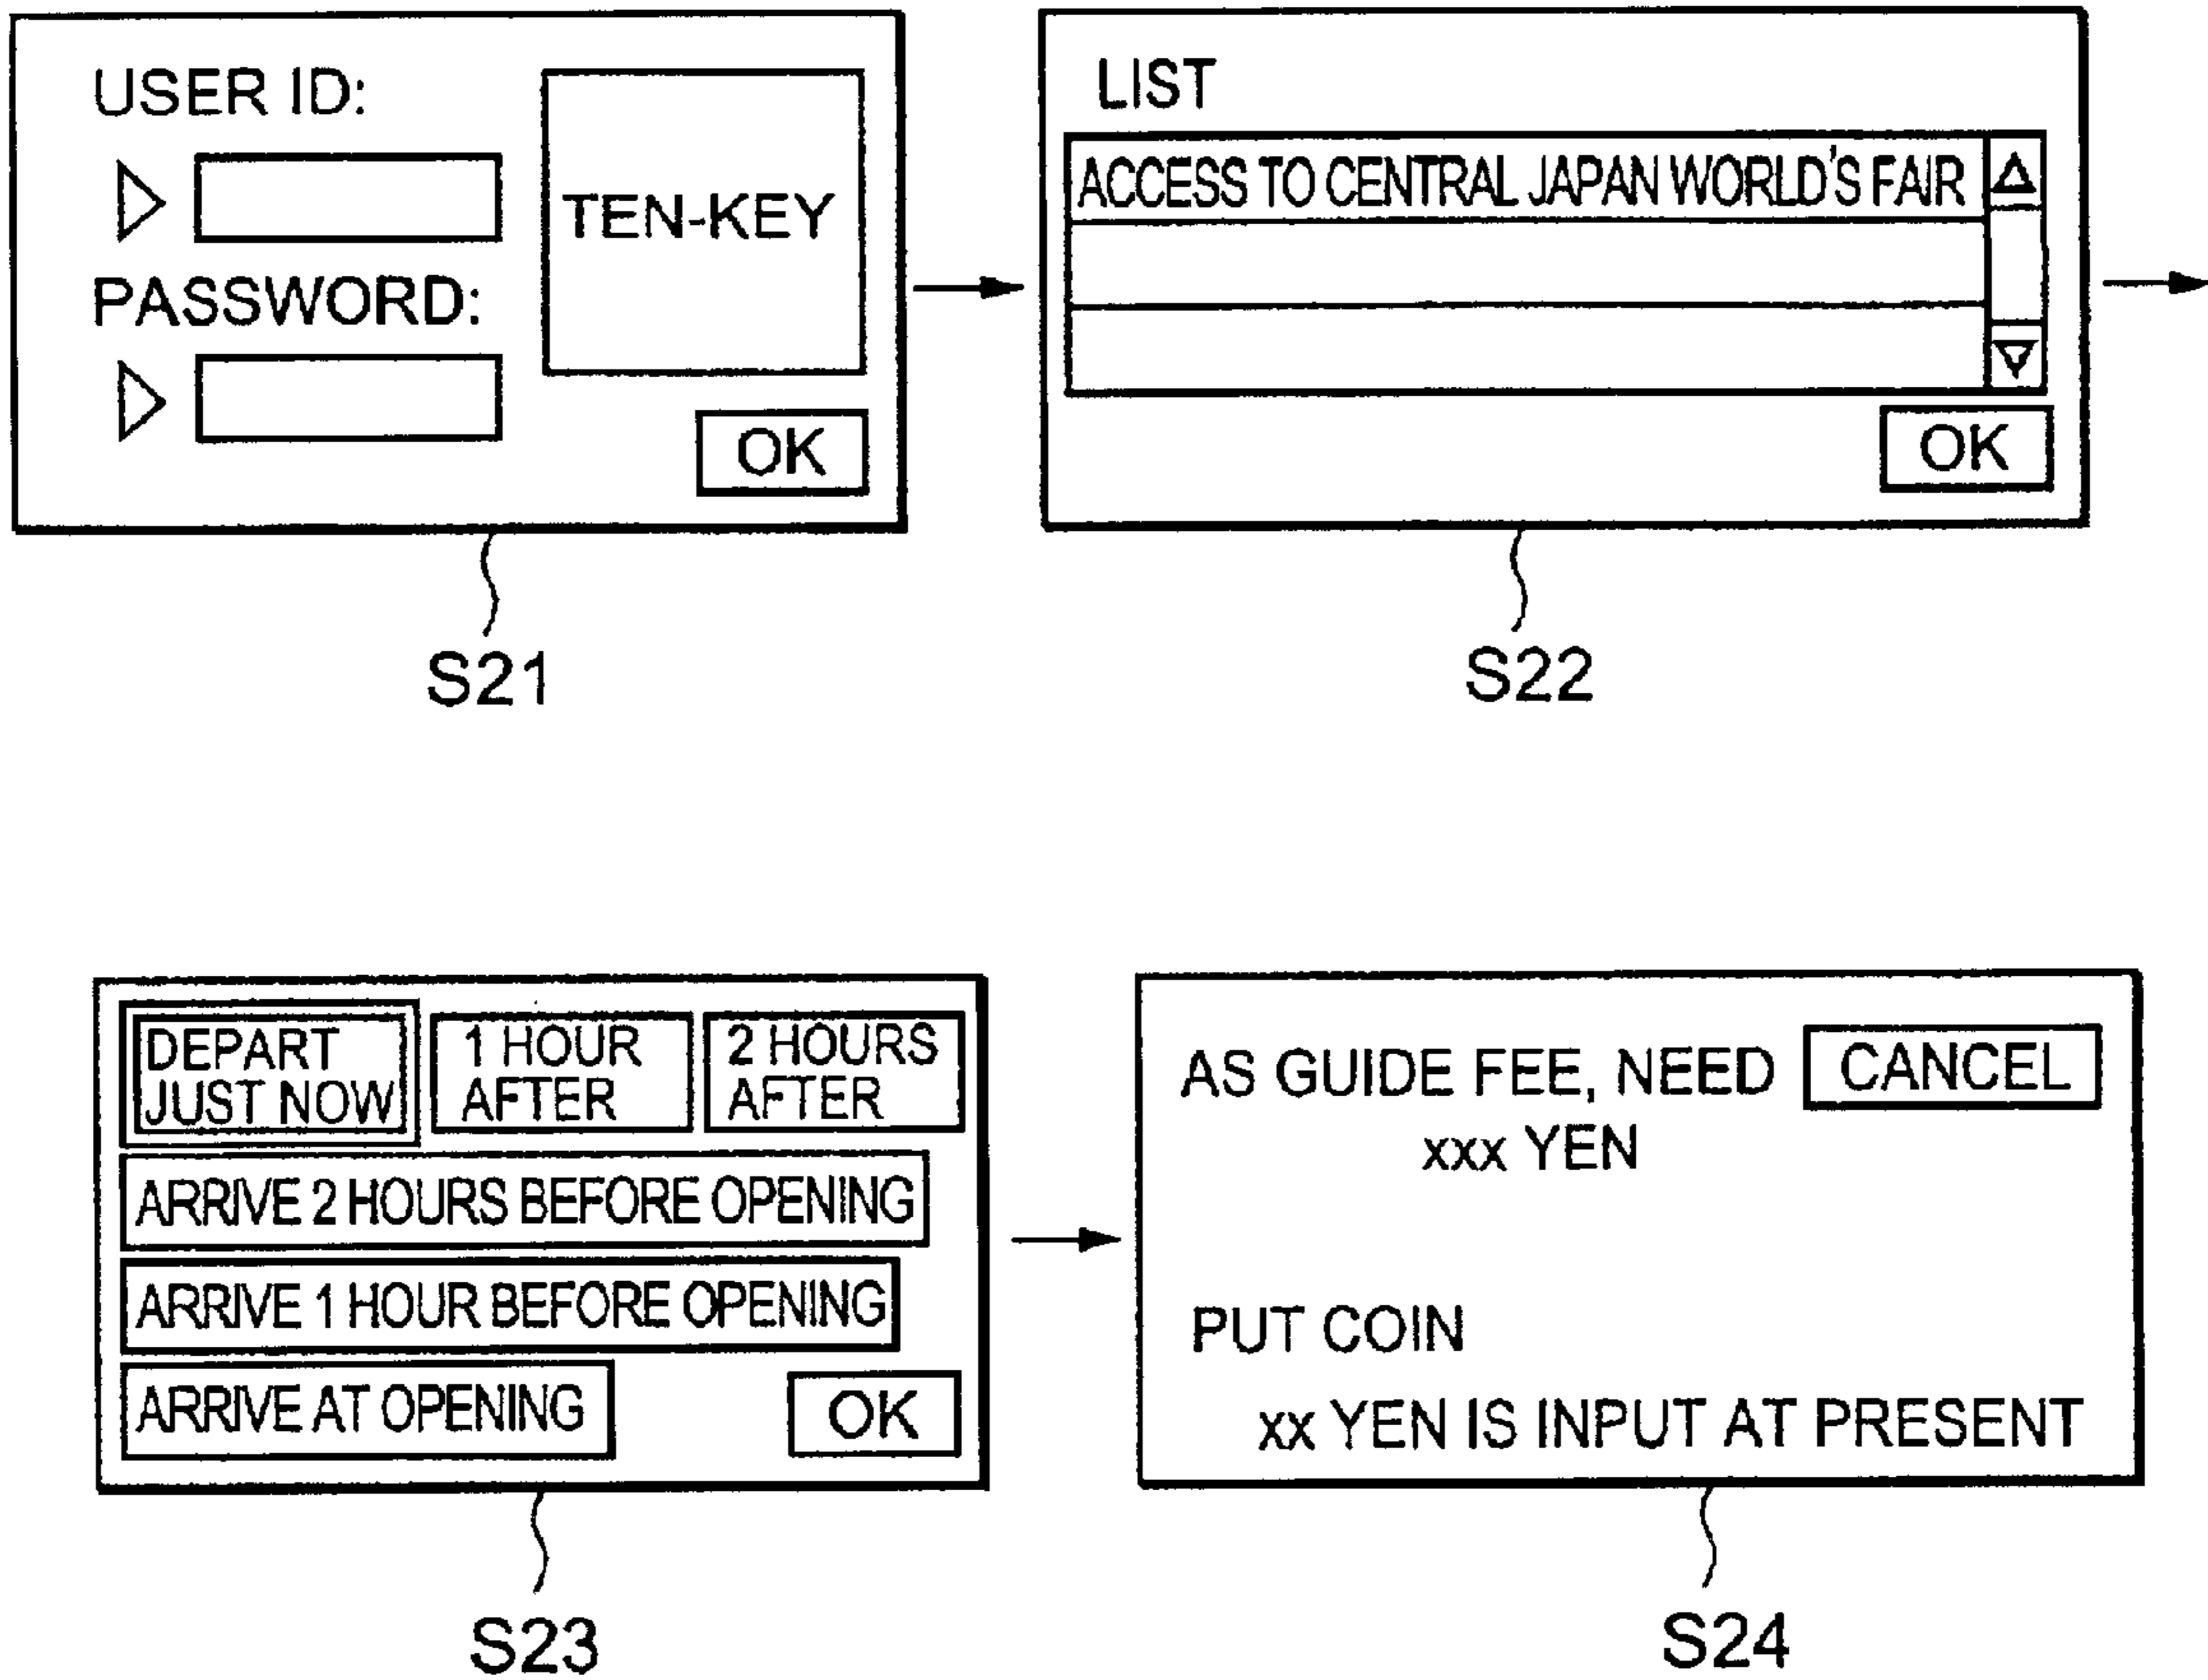 USER ID:
TEN-KEY
PASSWORD:
OK
S21
LIST
ACCESS TO CENTRAL JAPAN WORLD'S FAIR
OK
S22
DEPART
JUST NOW
1 HOUR
AFTER
2 HOURS
AFTER
ARRIVE 2 HOURS BEFORE OPENING
ARRIVE 1 HOUR BEFORE OPENING
ARRIVE AT OPENING
OK
S23
AS GUIDE FEE, NEED
xxx YEN
CANCEL
PUT COIN
xx YEN IS INPUT AT PRESENT
S24